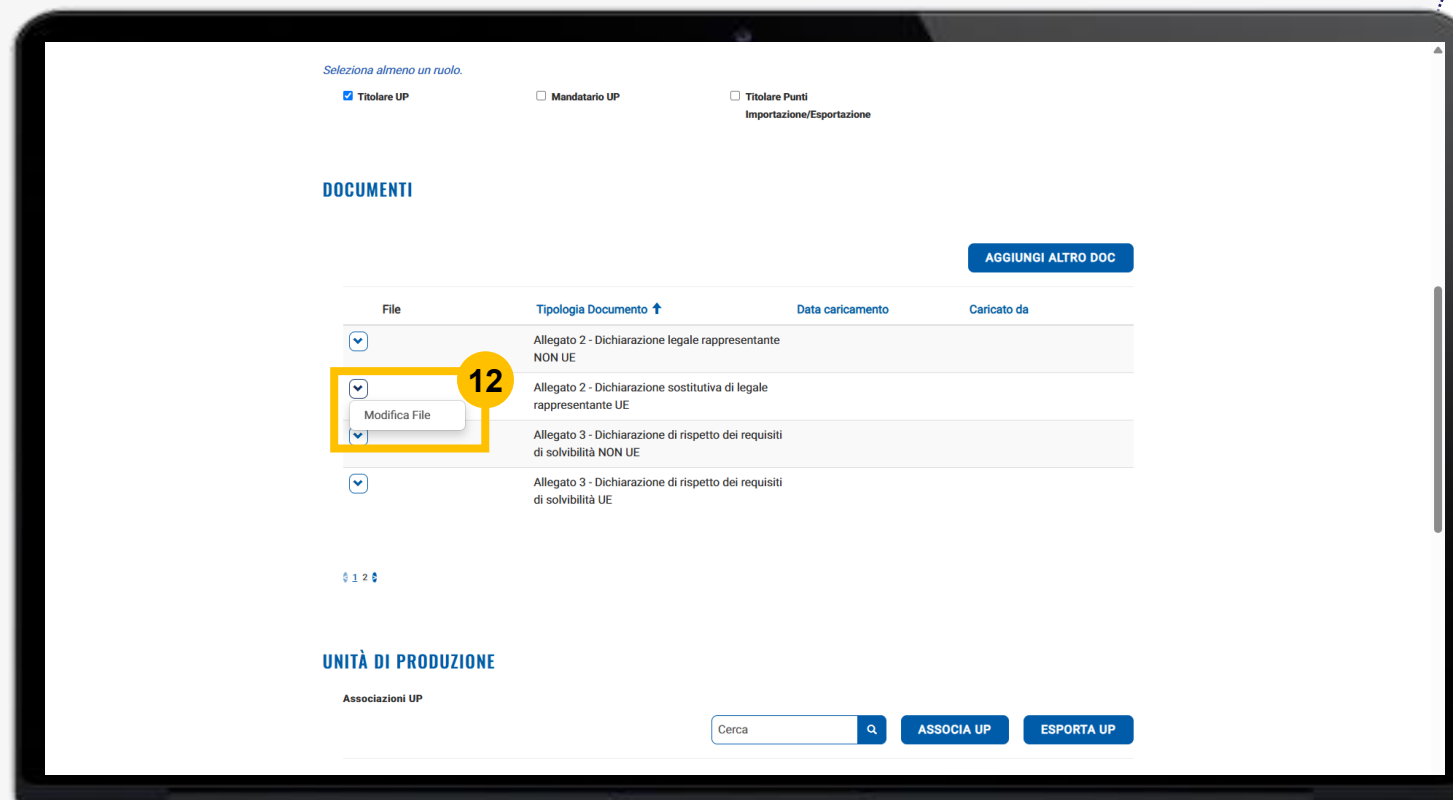 Seleziona almeno un ruolo.
Titolare UP
Mandatario UP
Titolare Punti
Importazione/Esportazione
DOCUMENTI
AGGIUNGI ALTRO DOC
File
Tipologia Documento
Data caricamento
Caricato da
Allegato 2 - Dichiarazione legale rappresentante
NON UE
12
Allegato 2 - Dichiarazione sostitutiva di legale
rappresentante UE
Modifica File
Allegato 3 - Dichiarazione di rispetto dei requisiti
di solvibilità NON UE
Allegato 3 - Dichiarazione di rispetto dei requisiti
di solvibilità UE
1 2
UNITÀ DI PRODUZIONE
Associazioni UP
Cerca
ASSOCIA UP
ESPORTA UP